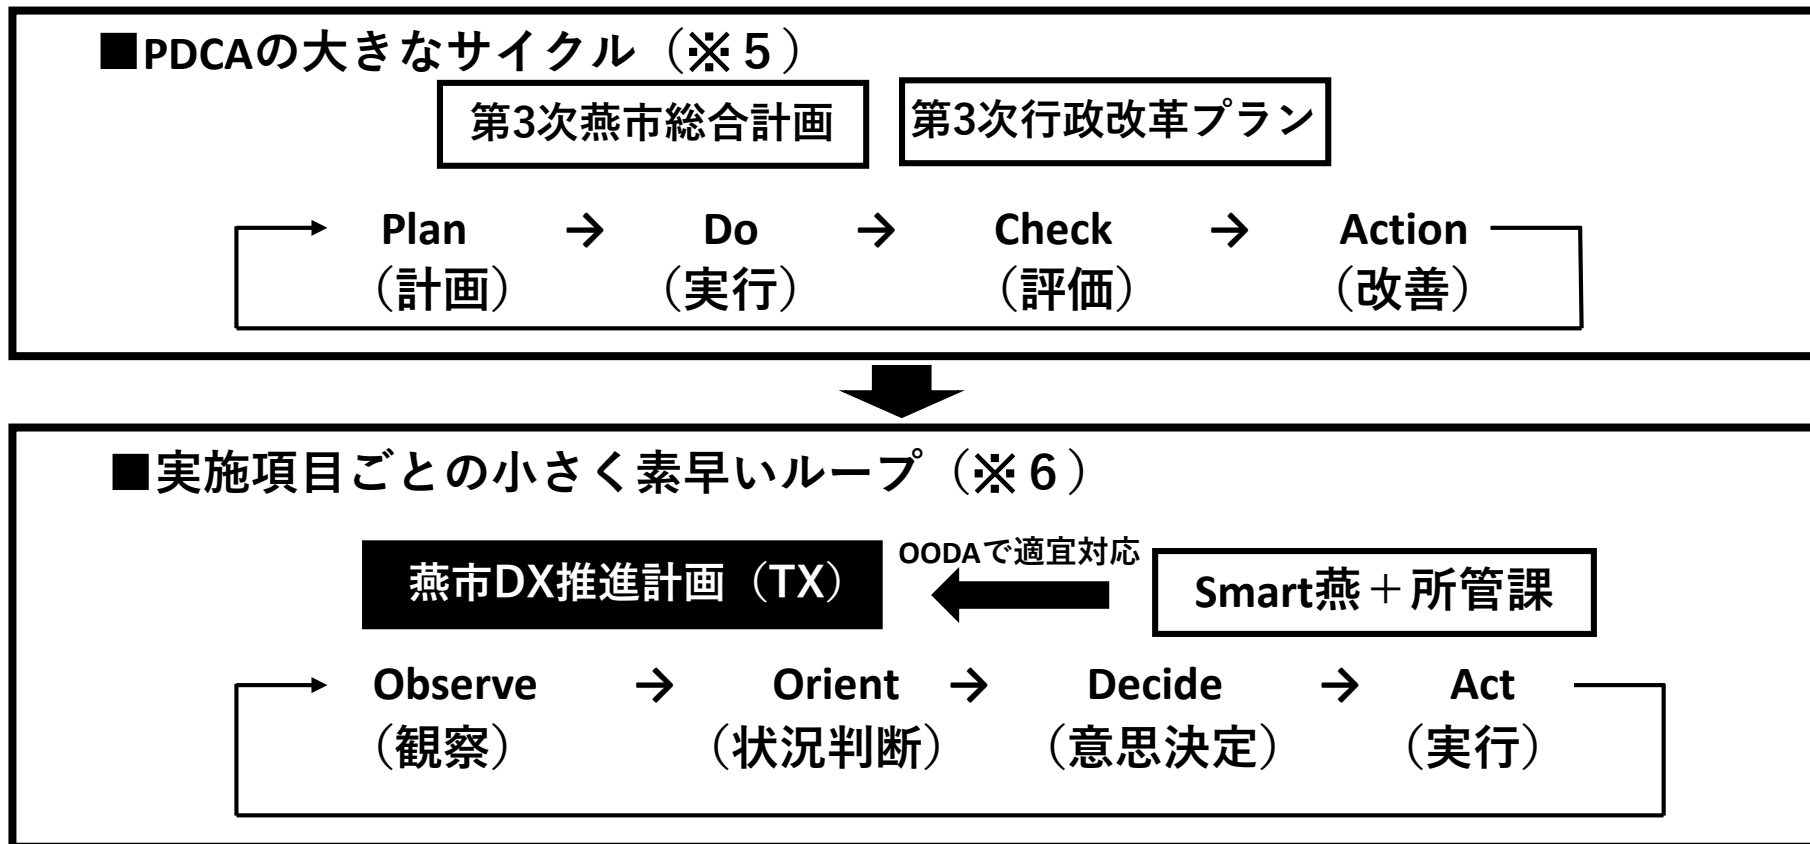 ■PDCAの大きなサイクル（※５）
第3次燕市総合計画
第3次行政改革プラン
Plan → Do → Check → Action
（計画） （実行） （評価） （改善）
■実施項目ごとの小さく素早いループ（※６）
燕市DX推進計画（TX）
OODAで適宜対応
Smart燕＋所管課
Observe → Orient → Decide → Act
（観察） （状況判断） （意思決定） （実行）